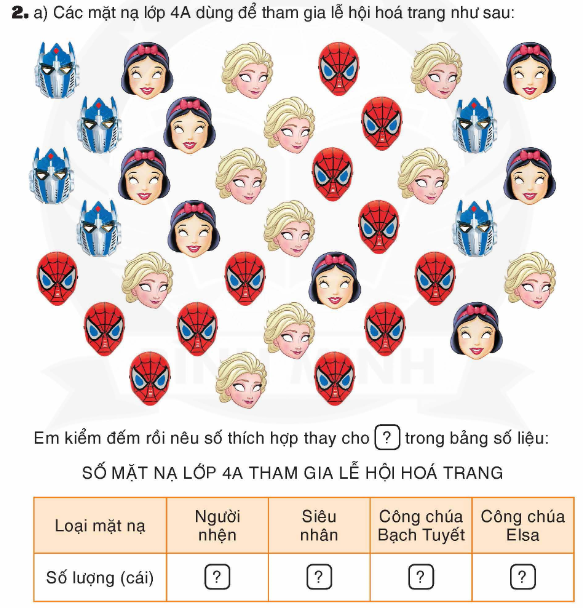 2. a) Các mặt nạ lớp 4A dùng để tham gia lễ hội hoá trang như sau:
Em kiểm đếm rồi nêu số thích hợp thay cho ? trong bảng số liệu:
SỐ MẶT NẠ LỚP 4A THAM GIA LỄ HỘI HOÁ TRANG
Loại mặt nạ
Người
nhện
Siêu
nhân
Công chúa
Bạch Tuyết
Công chúa
Elsa
Số lượng (cái)
?
?
?
?